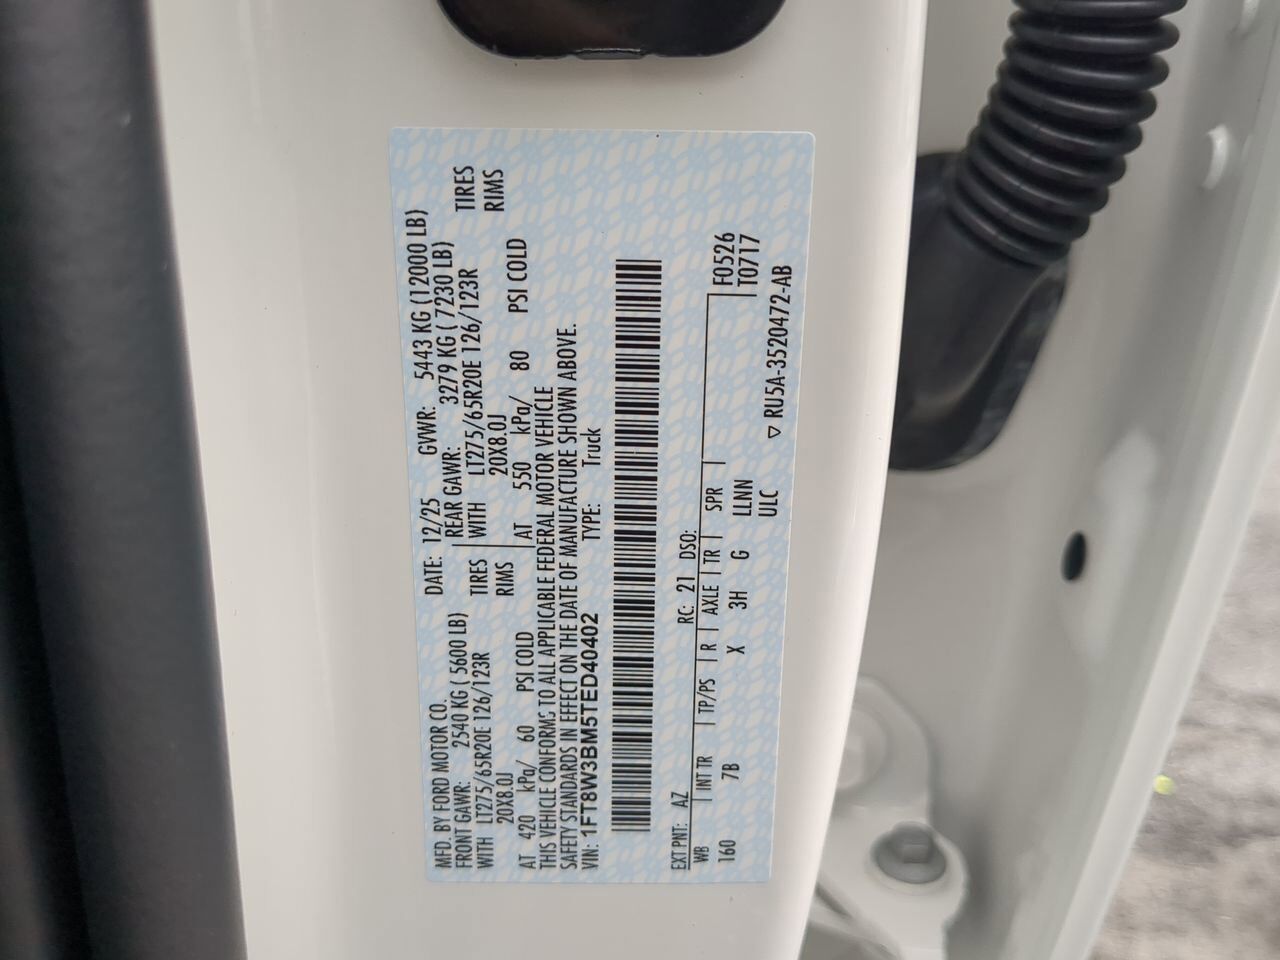 MFD. BY FORD MOTOR CO. DATE: 12/25 GVWR: 5443 KG (12000 LB)
FRONT GAWR: 2540 KG ( 5600 LB) REAR GAWR: 3279 KG ( 7230 LB)
WITH LT275/65R20E 126/123R TIRES WITH LT275/65R20E 126/123R TIRES
20X8.0J RIMS 20X8.0J RIMS
AT 420 kPa/ 60 PSI COLD AT 550 kPa/ 80 PSI COLD
THIS VEHICLE CONFORMS TO ALL APPLICABLE FEDERAL MOTOR VEHICLE
SAFETY STANDARDS IN EFFECT ON THE DATE OF MANUFACTURE SHOWN ABOVE.
VIN: 1FT8W3BM5TED40402 TYPE: Truck
EXT PNT: AZ RC: 21 DSO:
WB INT TR TP/PS R AXLE TR SPR F0526
160 7B X 3H G LLNN T0717
ULC
▽ RU5A-3520472-AB